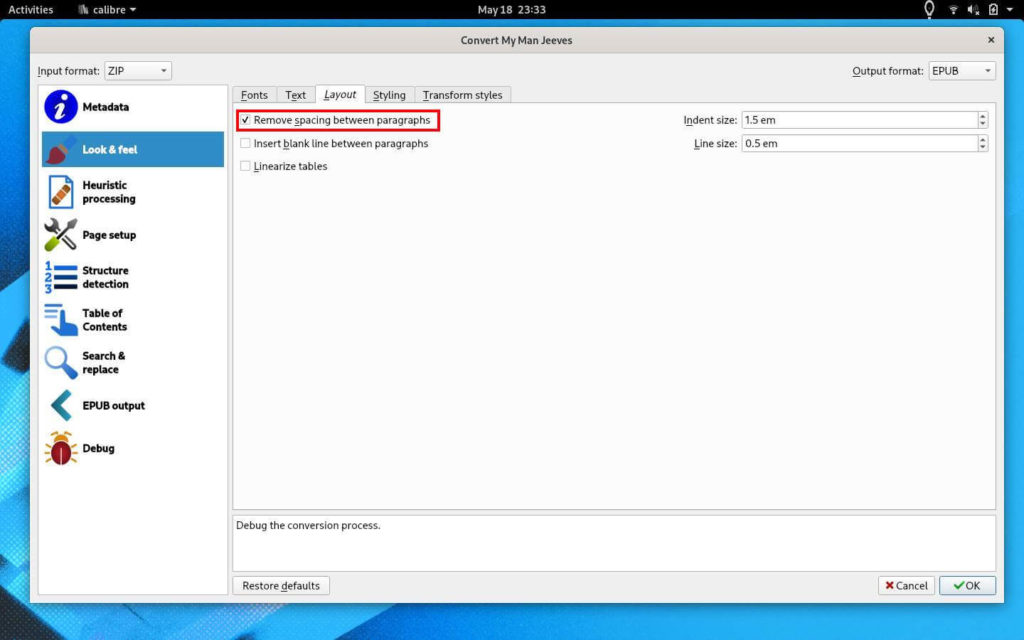 Activities calibre May 18 23:33
Convert My Man Jeeves
Input format: ZIP Output format: EPUB
Metadata
Look & feel
Heuristic
processing
Page setup
1
2
3
Structure
detection
Table of
Contents
Search &
replace
EPUB output
Debug
Fonts Text Layout Styling Transform styles
Remove spacing between paragraphs Indent size: 1.5 em
Insert blank line between paragraphs Line size: 0.5 em
Linearize tables
Debug the conversion process.
Restore defaults Cancel OK